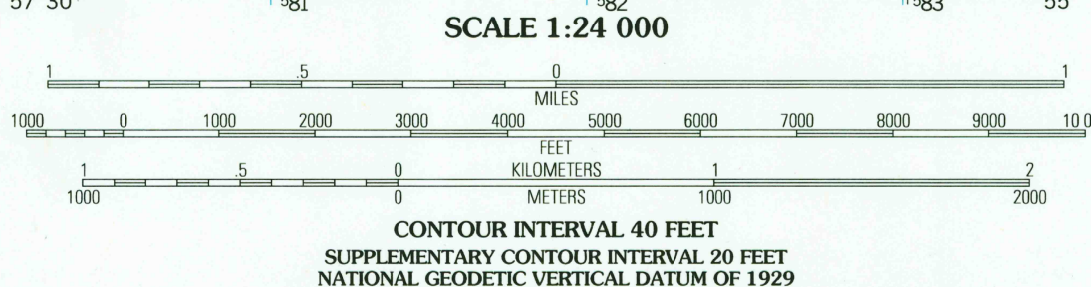 57'30" 581 582 583 55'
SCALE 1:24 000
1 .5 0 1
MILES
1000 0 1000 2000 3000 4000 5000 6000 7000 8000 9000 10 0
FEET
1 .5 0 KILOMETERS 1 2
1000 0 METERS 1000 2000
CONTOUR INTERVAL 40 FEET
SUPPLEMENTARY CONTOUR INTERVAL 20 FEET
NATIONAL GEODETIC VERTICAL DATUM OF 1929